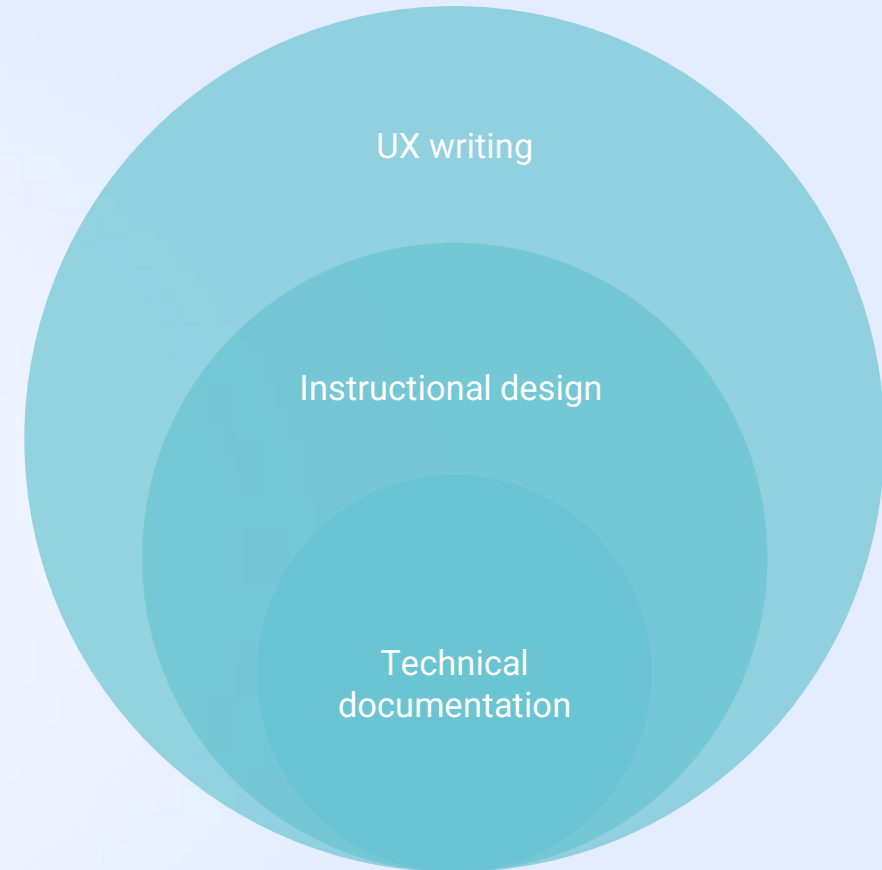 UX writing
Instructional design
Technical
documentation